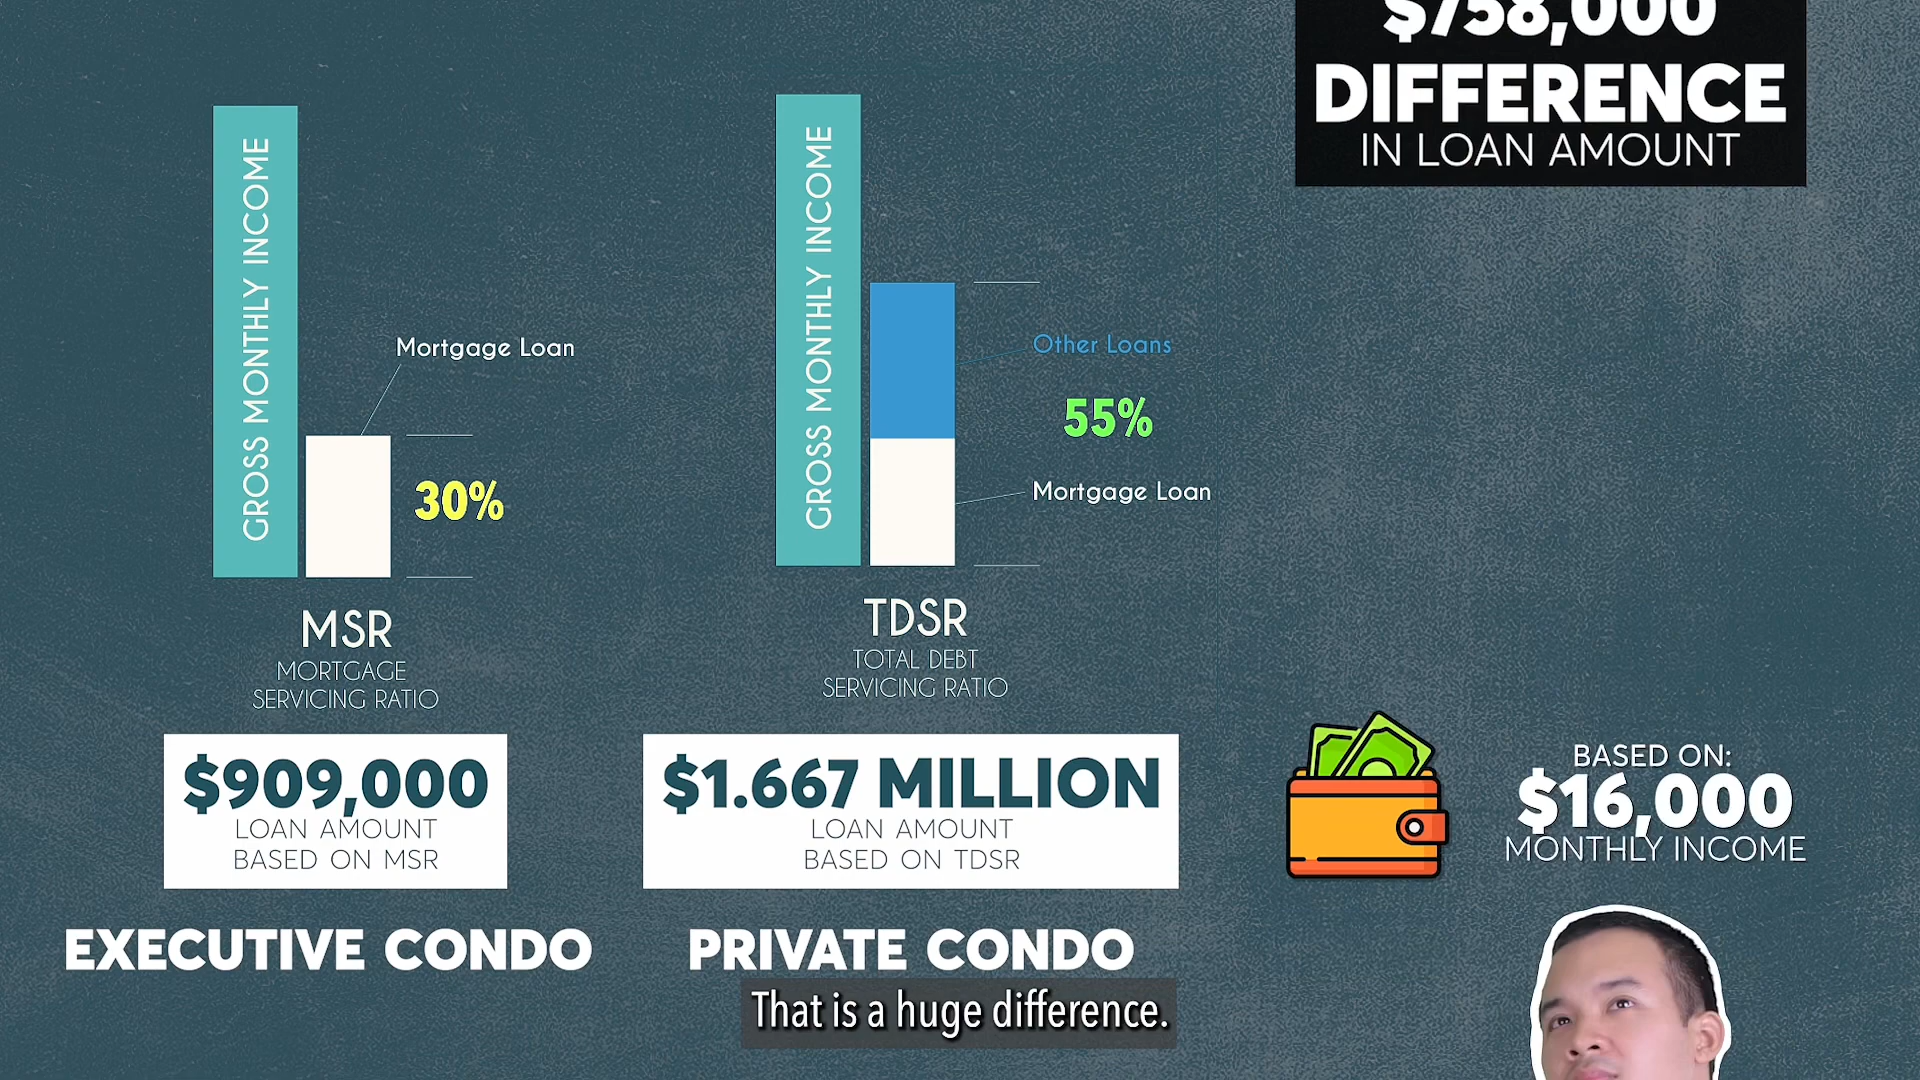 $758,000
DIFFERENCE
IN LOAN AMOUNT
GROSS MONTHLY INCOME
Mortgage Loan
30%
MSR
MORTGAGE
SERVICING RATIO
GROSS MONTHLY INCOME
Other Loans
55%
Mortgage Loan
TDSR
TOTAL DEBT
SERVICING RATIO
$909,000
LOAN AMOUNT
BASED ON MSR
$1.667 MILLION
LOAN AMOUNT
BASED ON TDSR
BASED ON:
$16,000
MONTHLY INCOME
EXECUTIVE CONDO
PRIVATE CONDO
That is a huge difference.